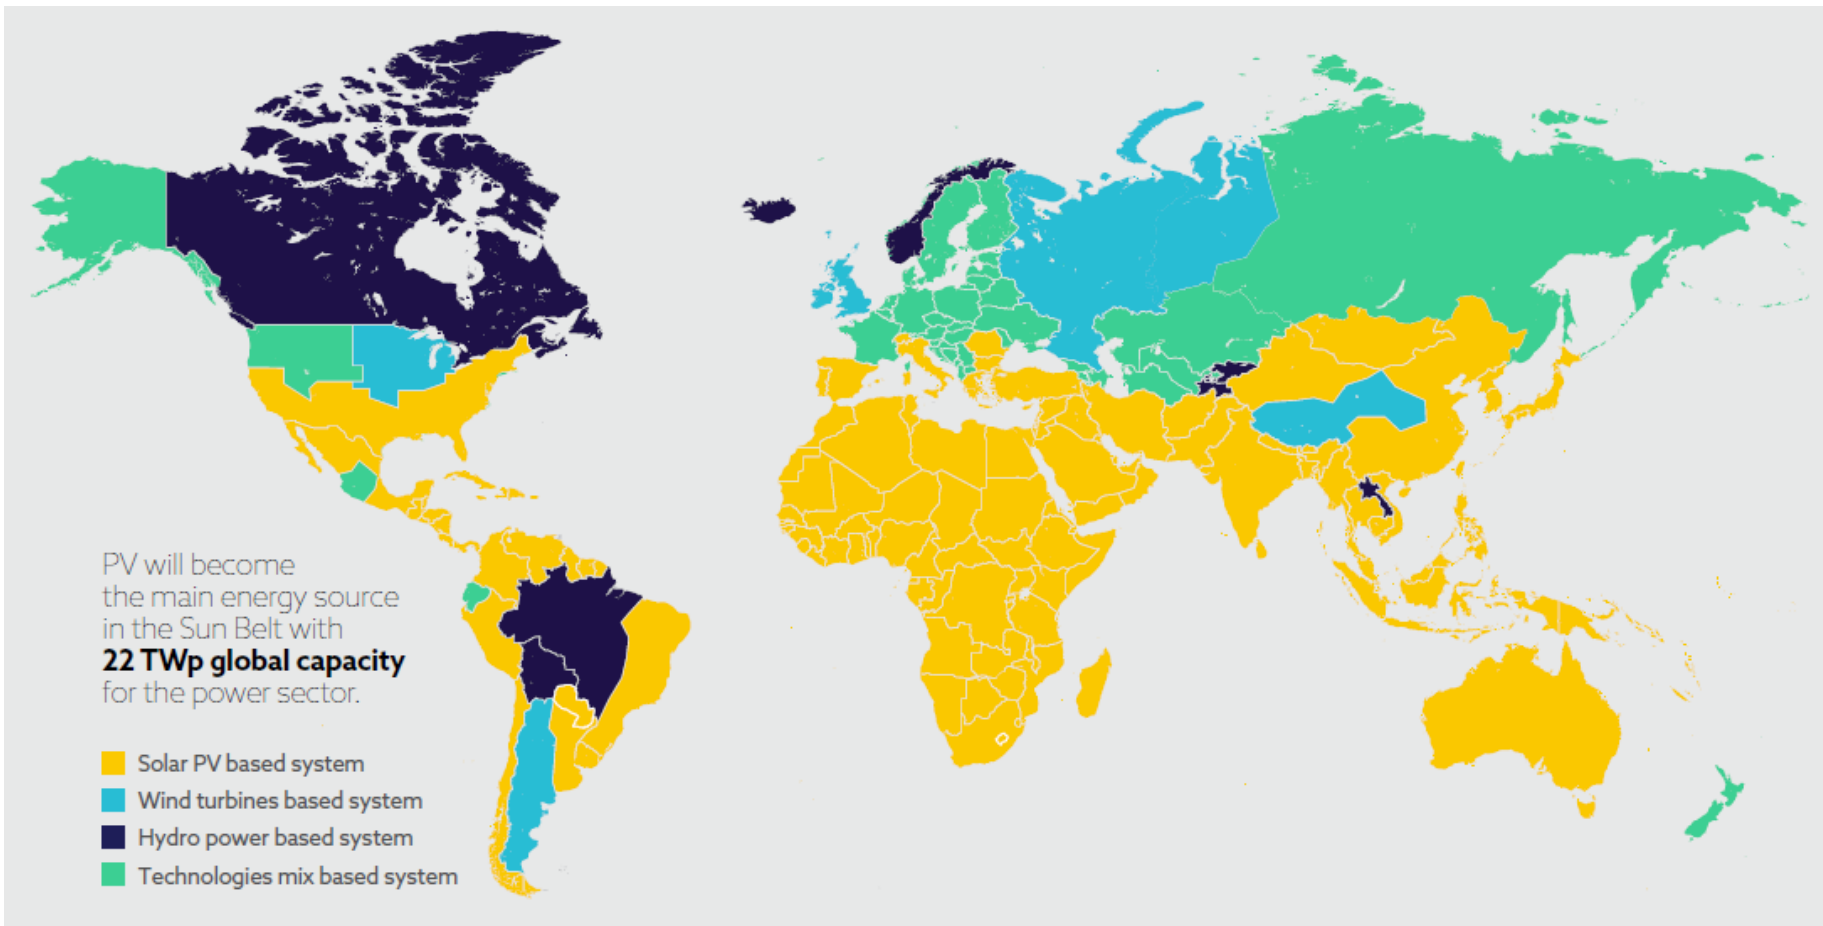 PV will become
the main energy source
in the Sun Belt with
22 TWp global capacity
for the power sector.
Solar PV based system
Wind turbines based system
Hydro power based system
Technologies mix based system